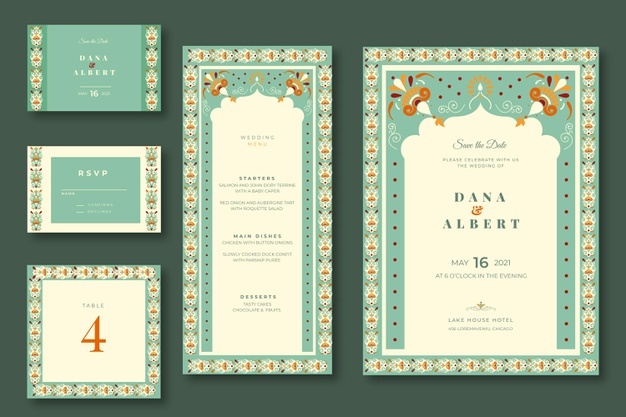 Save the Date
DANA
&
ALBERT
MAY 16 2021
RSVP
NAME
TABLE
4
WEDDING
MENU
STARTERS
SALMON AND JOHN DORY TERRINE
WITH A BABY CAPER
RED ONION AND AUBERGINE TART
WITH ROQUETTE SALAD
MAIN DISHES
CHICKEN WITH BUTTON ONIONS
SLOWLY COOKED DUCK CONFIT
WITH PARSNIP PUREE
DESSERTS
TASTY CAKES
CHOCOLATE & FRUITS
Save the Date
PLEASE CELEBRATE WITH US
THE WEDDING OF
DANA
&
ALBERT
MAY 16 2021
AT 6 O'CLOCK IN THE EVENING
LAKE HOUSE HOTEL
CHICAGO